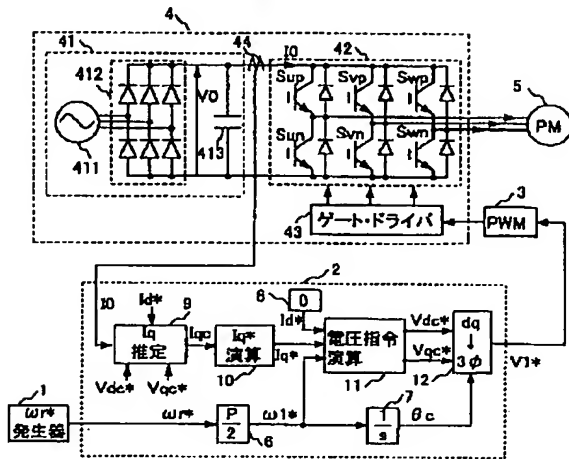 4
41
44
42
412
I0
V0
Sup
Svp
Swp
5
PM
411
413
Sun
Svn
Swn
3
43
ゲート・ドライバ
PWM
2
I0
Id*
9
8
0
Id*
Iq
推定
Iqc
Iq*
演算
10
Iq*
電圧指令
演算
11
Vdc*
Vqc*
12
dq
↓
3φ
V1*
Vdc*
Vqc*
1
ωr*
発生器
ωr*
P
2
6
ω1*
7
1
s
θc